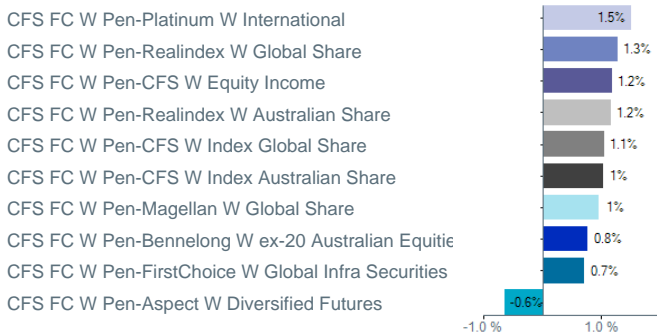 CFS FC W Pen-Platinum W International 1.5%
CFS FC W Pen-Realindex W Global Share 1.3%
CFS FC W Pen-CFS W Equity Income 1.2%
CFS FC W Pen-Realindex W Australian Share 1.2%
CFS FC W Pen-CFS W Index Global Share 1.1%
CFS FC W Pen-CFS W Index Australian Share 1%
CFS FC W Pen-Magellan W Global Share 1%
CFS FC W Pen-Bennelong W ex-20 Australian Equitie 0.8%
CFS FC W Pen-FirstChoice W Global Infra Securities 0.7%
CFS FC W Pen-Aspect W Diversified Futures -0.6%
-1.0 % 1.0 %